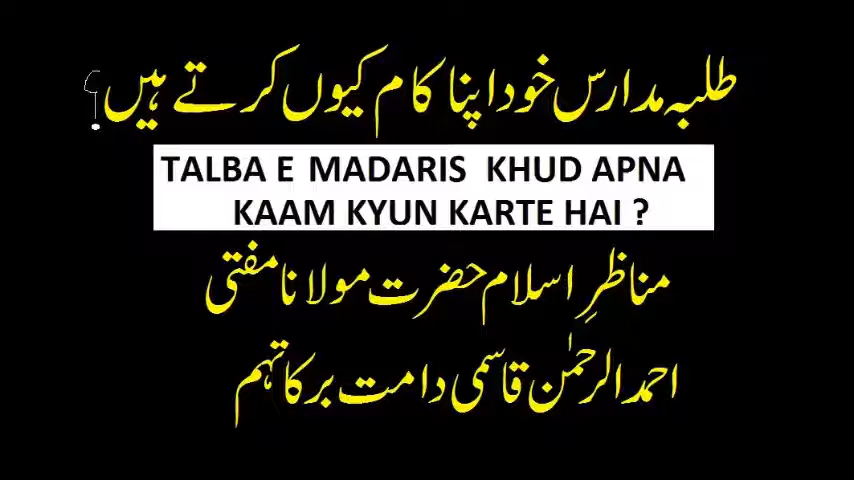 طلبہ مدارس خود اپنا کام کیوں کرتے ہیں؟
TALBA E MADARIS KHUD APNA
KAAM KYUN KARTE HAI ?
مناظرِ اسلام حضرت مولانا مفتی
احمد الرحمٰن قاسمی دامت برکاتہم